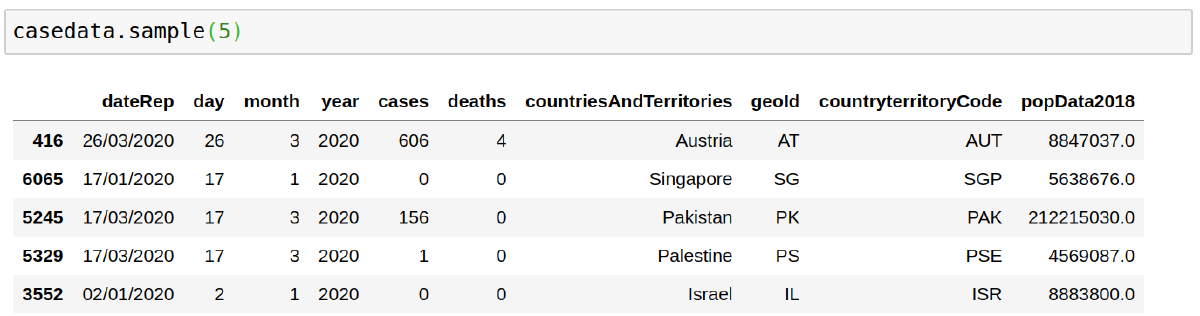 casedata.sample(5)
dateRep day month year cases deaths countriesAndTerritories geoId countryterritoryCode popData2018
416 26/03/2020 26 3 2020 606 4 Austria AT AUT 8847037.0
6065 17/01/2020 17 1 2020 0 0 Singapore SG SGP 5638676.0
5245 17/03/2020 17 3 2020 156 0 Pakistan PK PAK 212215030.0
5329 17/03/2020 17 3 2020 1 0 Palestine PS PSE 4569087.0
3552 02/01/2020 2 1 2020 0 0 Israel IL ISR 8883800.0